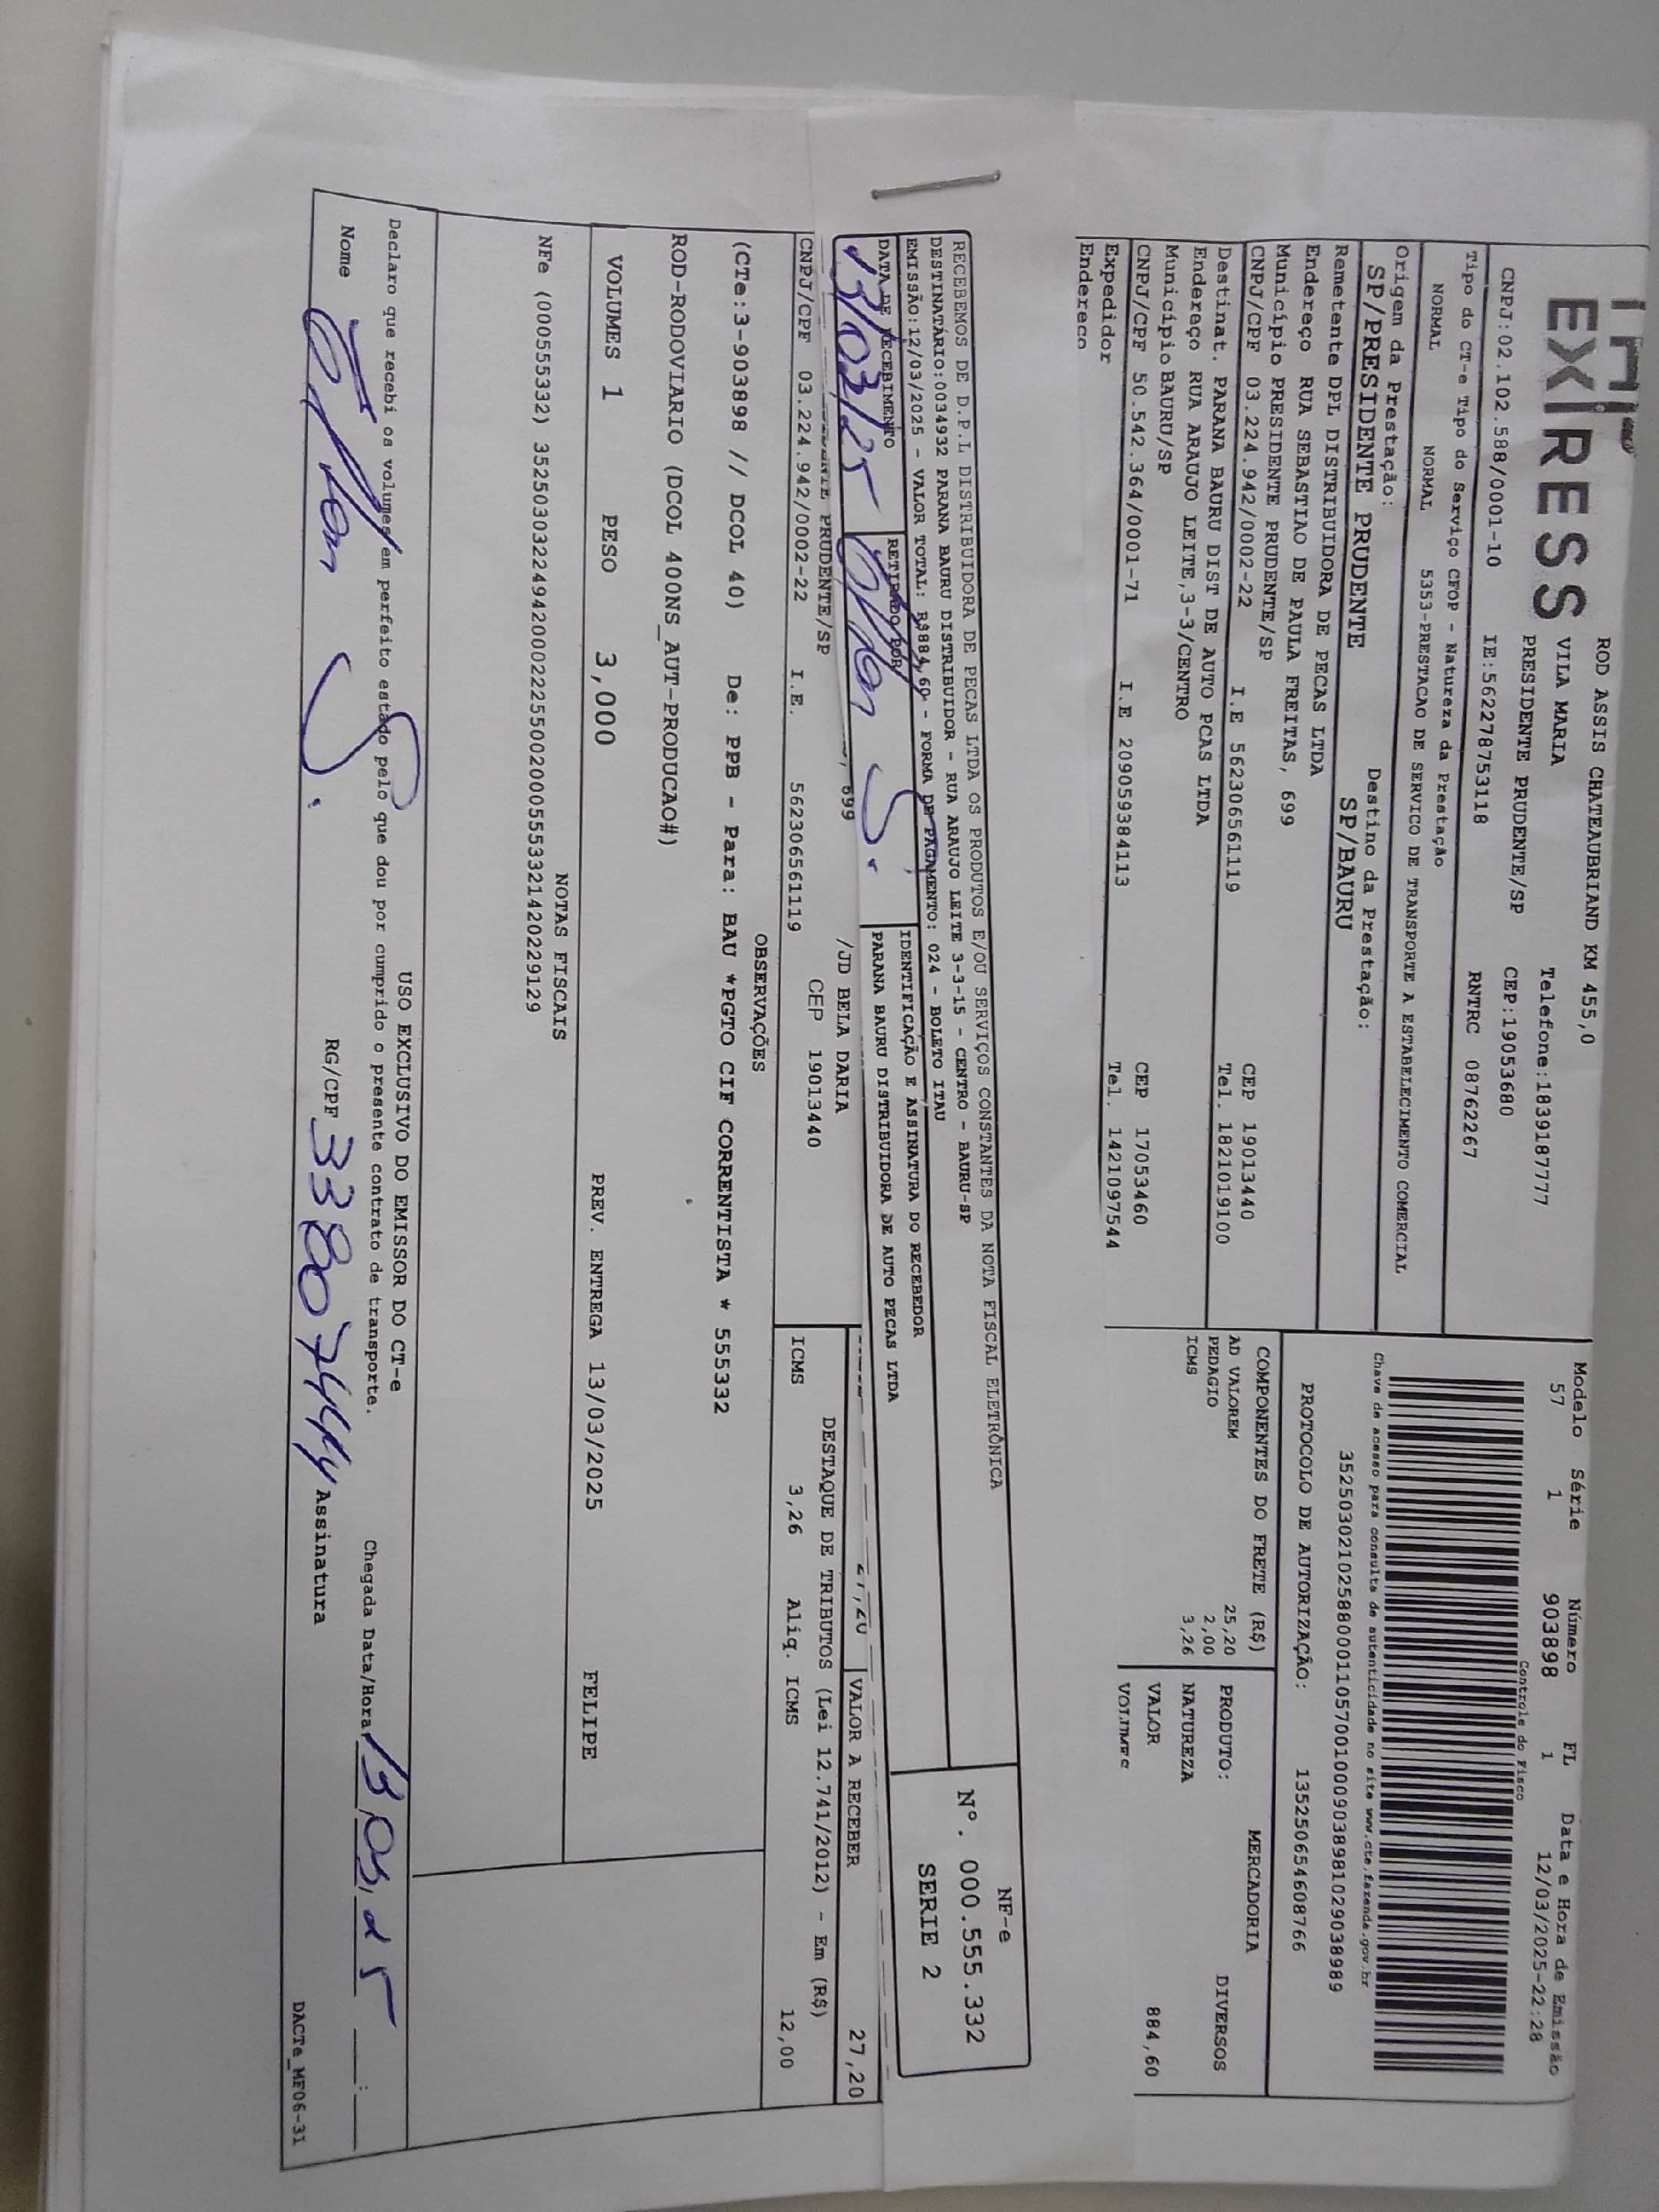 EXPRESS
ROD ASSIS CHATEAUBRIAND KM 455,0
VILA MARIA Telefone:1839187777
PRESIDENTE PRUDENTE/SP CEP:19053680
CNPJ:02.102.588/0001-10 IE:562278753118 RNTRC 08762267
Modelo Série Número FL Data e Hora de Emissão
57 1 903898 1 12/03/2025-22:28
Controle do Fisco
Tipo do CT-e Tipo do Serviço CFOP - Natureza da Prestação
NORMAL NORMAL 5353-PRESTACAO DE SERVICO DE TRANSPORTE A ESTABELECIMENTO COMERCIAL
Chave de acesso para consulta de autenticidade no site www.cte.fazenda.gov.br
35250302102588000110570010009038981029038989
Origem da Prestação: Destino da Prestação:
SP/PRESIDENTE PRUDENTE SP/BAURU
PROTOCOLO DE AUTORIZAÇÃO: 135250654608766
Remetente DPL DISTRIBUIDORA DE PECAS LTDA
Endereço RUA SEBASTIAO DE PAULA FREITAS, 699
Município PRESIDENTE PRUDENTE/SP CEP 19013440
CNPJ/CPF 03.224.942/0002-22 I.E 562306561119 Tel. 1821019100
Destinat. PARANA BAURU DIST DE AUTO PCAS LTDA
Endereço RUA ARAUJO LEITE,3-3/CENTRO
Município BAURU/SP CEP 17053460
CNPJ/CPF 50.542.364/0001-71 I.E 209059384113 Tel. 1421097544
Expedidor
Endereco
COMPONENTES DO FRETE (R$)
AD VALOREM 25,20
PEDAGIO 2,00
ICMS 3,26
MERCADORIA
PRODUTO: DIVERSOS
NATUREZA
VALOR 884,60
VOLUMES
RECEBEMOS DE D.P.L DISTRIBUIDORA DE PECAS LTDA OS PRODUTOS E/OU SERVIÇOS CONSTANTES DA NOTA FISCAL ELETRÔNICA
DESTINATÁRIO:0034932 PARANA BAURU DISTRIBUIDOR - RUA ARAUJO LEITE 3-3-15 - CENTRO - BAURU-SP
EMISSÃO:12/03/2025 - VALOR TOTAL: R$884,60 - FORMA DE PAGAMENTO: 024 - BOLETO ITAU
NF-e
Nº. 000.555.332
SERIE 2
DATA DE RECEBIMENTO RETIRADO POR IDENTIFICAÇÃO E ASSINATURA DO RECEBEDOR
13/03/25 PARANA BAURU DISTRIBUIDORA DE AUTO PECAS LTDA
699 /JD BELA DARIA
PRUDENTE/SP CEP 19013440
CNPJ/CPF 03.224.942/0002-22 I.E. 562306561119
27,20 VALOR A RECEBER 27,20
DESTAQUE DE TRIBUTOS (Lei 12.741/2012) - Em (R$)
ICMS 3,26 Aliq. ICMS 12,00
OBSERVAÇÕES
(CTe:3-903898 // DCOL 40) De: PPB - Para: BAU *PGTO CIF CORRENTISTA * 555332
ROD-RODOVIARIO (DCOL 400NS_AUT-PRODUCAO#)
VOLUMES 1 PESO 3,000 PREV. ENTREGA 13/03/2025 FELIPE
NOTAS FISCAIS
NFe (000555332) 35250303224942000222550020005553321420229129
USO EXCLUSIVO DO EMISSOR DO CT-e
Declaro que recebi os volumes em perfeito estado pelo que dou por cumprido o presente contrato de transporte.
Chegada Data/Hora 13,03,25 __:__
Nome RG/CPF Assinatura
DACTe_MF06-31